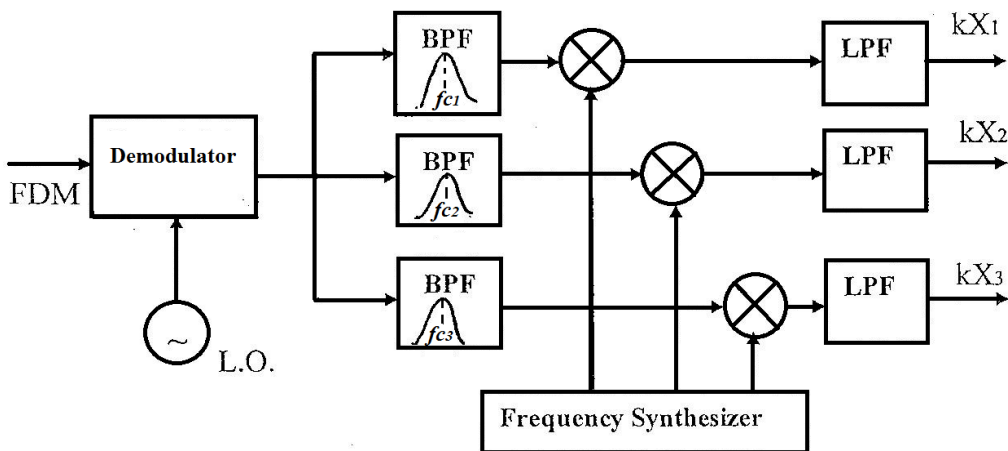 BPF
fc1
LPF
kX1
Demodulator
FDM
BPF
fc2
LPF
kX2
BPF
fc3
LPF
kX3
~
L.O.
Frequency Synthesizer